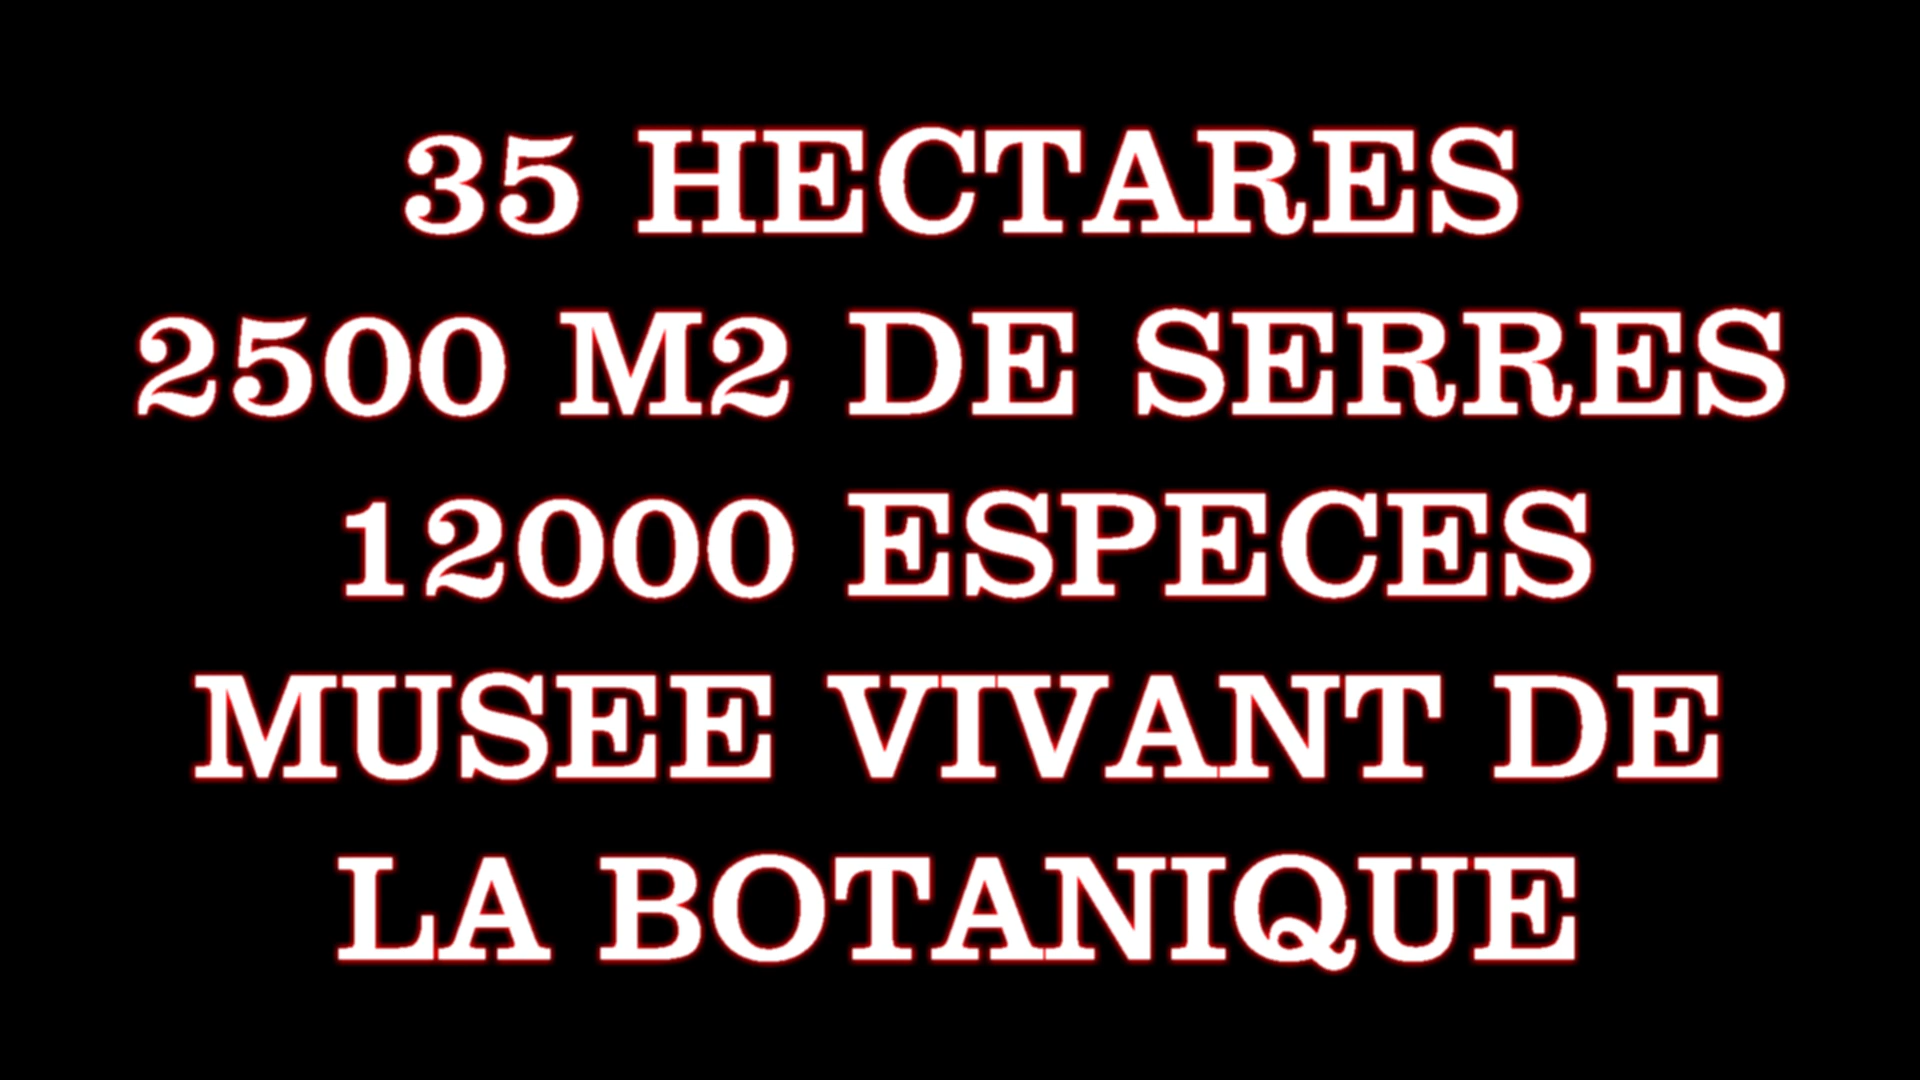 35 HECTARES
2500 M2 DE SERRES
12000 ESPECES
MUSEE VIVANT DE
LA BOTANIQUE